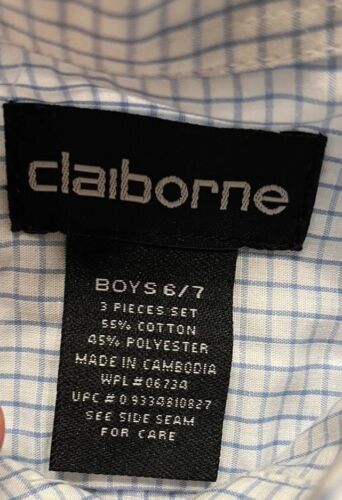 claiborne
BOYS 6/7
3 PIECES SET
55% COTTON
45% POLYESTER
MADE IN CAMBODIA
WPL # 06734
UPC # 0.9334810827
SEE SIDE SEAM
FOR CARE